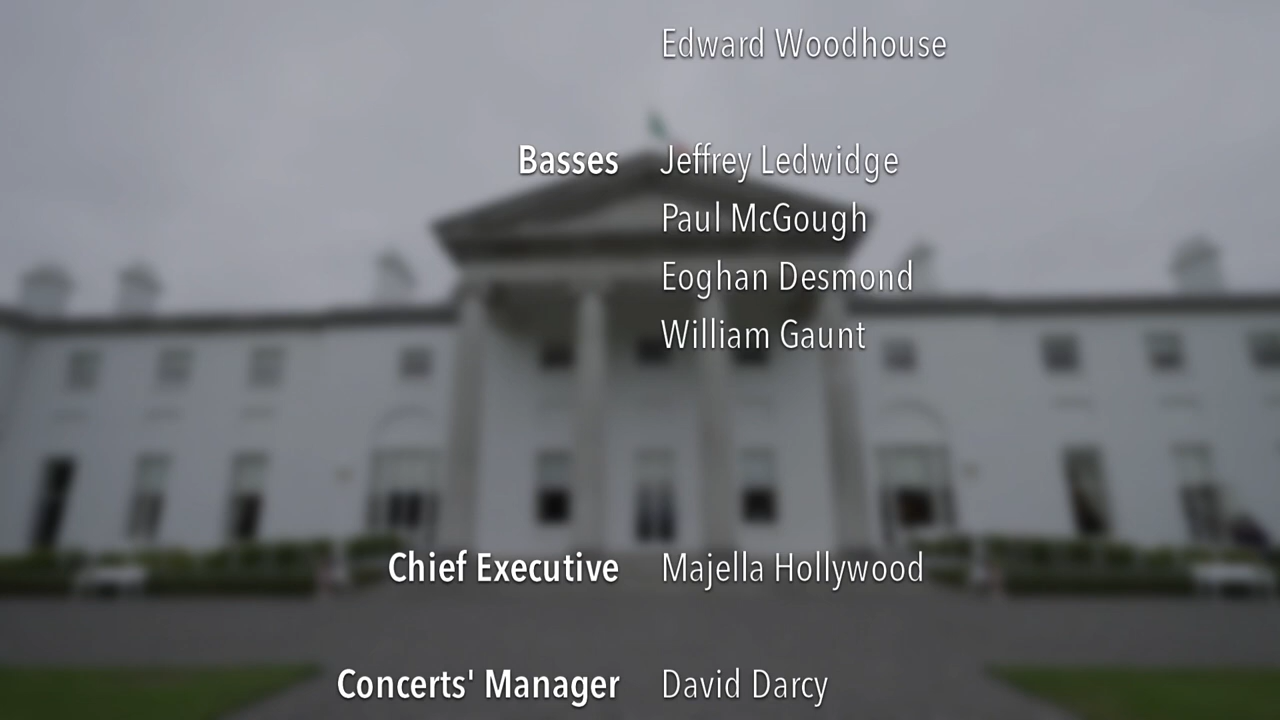 Edward Woodhouse
Basses Jeffrey Ledwidge
Paul McGough
Eoghan Desmond
William Gaunt
Chief Executive Majella Hollywood
Concerts' Manager David Darcy